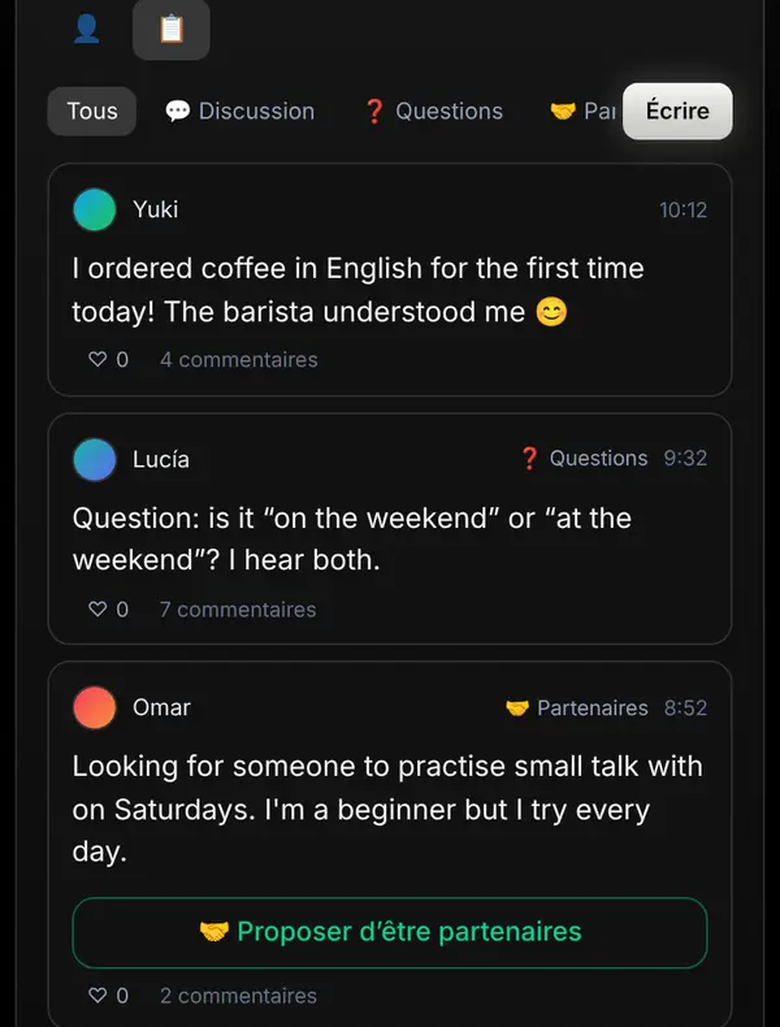 Tous
💬 Discussion
❓ Questions
🤝 Par
Écrire
Yuki
10:12
I ordered coffee in English for the first time
today! The barista understood me 😊
♡ 0
4 commentaires
Lucía
❓ Questions
9:32
Question: is it “on the weekend” or “at the
weekend”? I hear both.
♡ 0
7 commentaires
Omar
🤝 Partenaires
8:52
Looking for someone to practise small talk with
on Saturdays. I'm a beginner but I try every
day.
🤝 Proposer d’être partenaires
♡ 0
2 commentaires